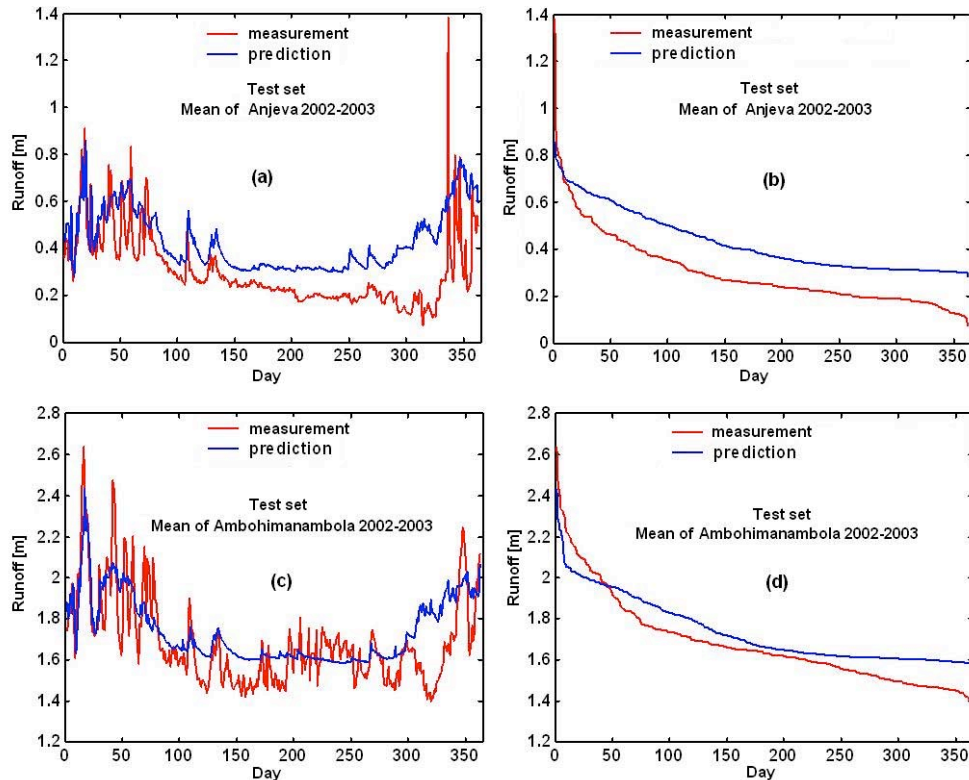 1.4
1.2
1
0.8
0.6
0.4
0.2
0
Runoff [m]
measurement
prediction
Test set
Mean of Anjeva 2002-2003
(a)
0 50 100 150 200 250 300 350
Day
1.4
1.2
1
0.8
0.6
0.4
0.2
0
Runoff [m]
measurement
prediction
Test set
Mean of Anjeva 2002-2003
(b)
0 50 100 150 200 250 300 350
Day
2.8
2.6
2.4
2.2
2
1.8
1.6
1.4
1.2
Runoff [m]
measurement
prediction
Test set
Mean of Ambohimanambola 2002-2003
(c)
0 50 100 150 200 250 300 350
Day
2.8
2.6
2.4
2.2
2
1.8
1.6
1.4
1.2
Runoff [m]
measurement
prediction
Test set
Mean of Ambohimanambola 2002-2003
(d)
0 50 100 150 200 250 300 350
Day